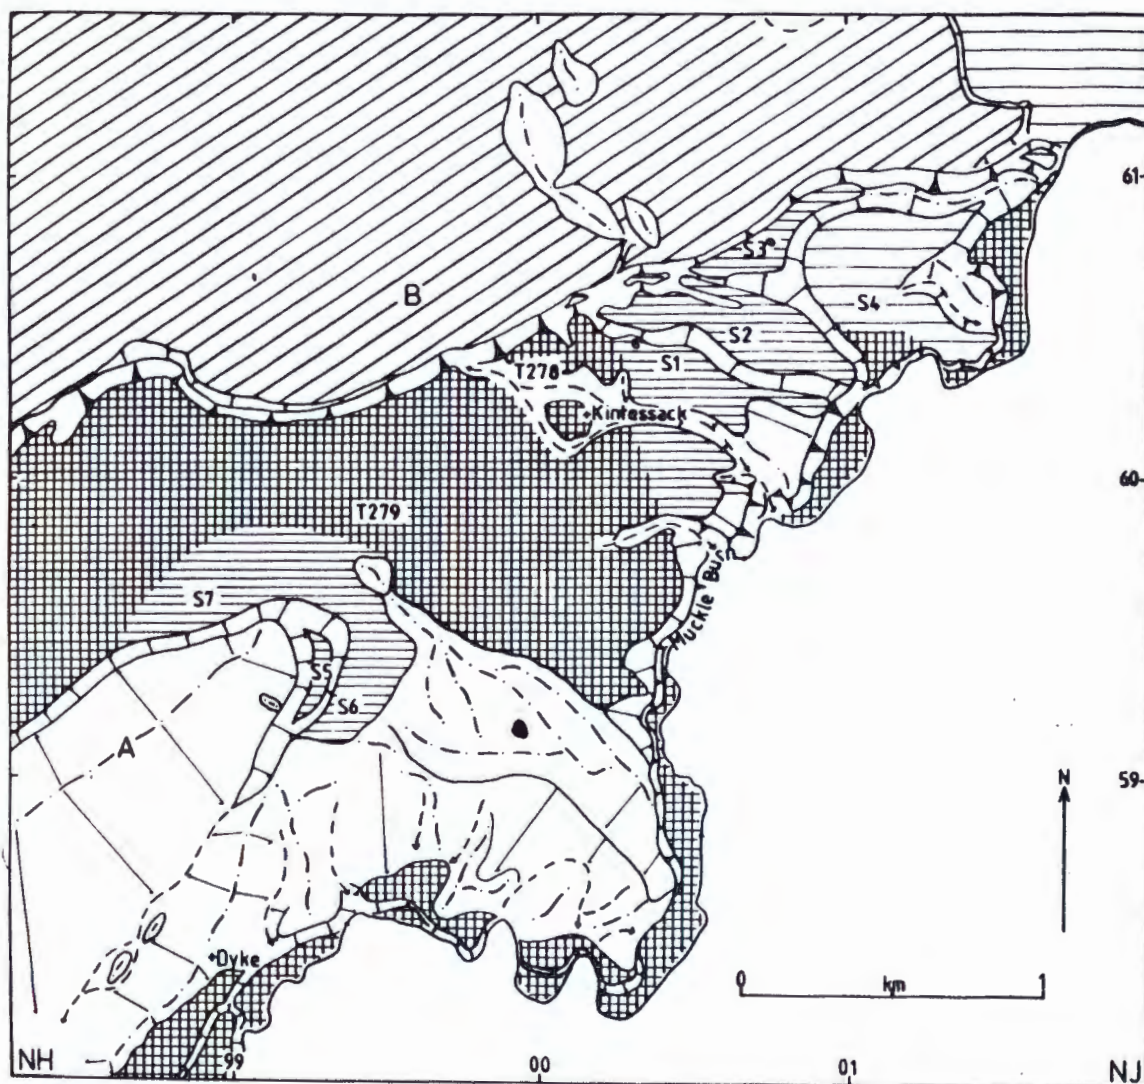 61
S3
B
S4
S2
S1
T278
Kintessack
60
T279
Muckle Burn
S7
S5
S6
A
59
N
Dyke
0
km
1
NH
99
00
01
NJ